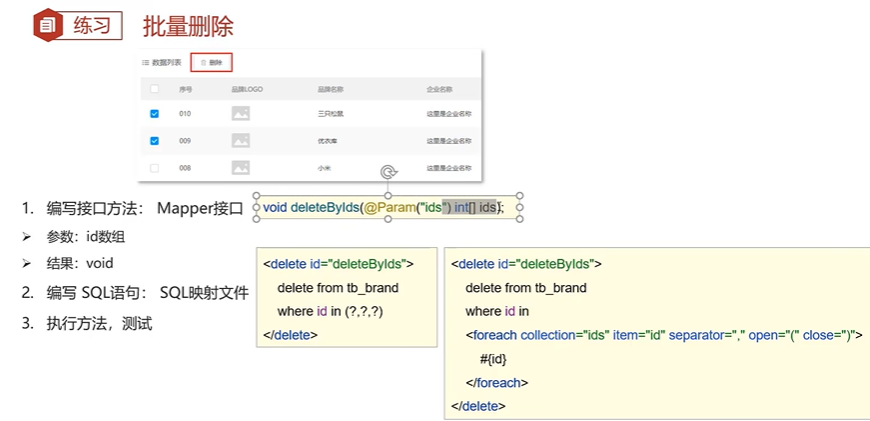 练习 批量删除
数据列表 删除
序号 品牌LOGO 品牌名称 企业名称
010 三只松鼠 这里是企业名称
009 优衣库 这里是企业名称
008 小米 这里是企业名称
1. 编写接口方法： Mapper接口 void deleteByIds(@Param("ids") int[] ids);
➢ 参数：id数组
➢ 结果：void
2. 编写 SQL语句： SQL映射文件
3. 执行方法，测试
<delete id="deleteByIds">
delete from tb_brand
where id in (?,?,?)
</delete>
<delete id="deleteByIds">
delete from tb_brand
where id in
<foreach collection="ids" item="id" separator="," open="(" close=")">
#{id}
</foreach>
</delete>